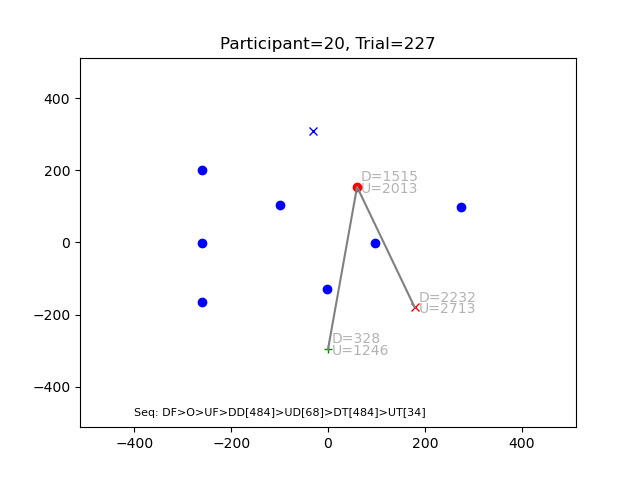 Participant=20, Trial=227
400
200
0
−200
−400
D=1515
U=2013
D=2232
U=2713
D=328
U=1246
Seq: DF>O>UF>DD[484]>UD[68]>DT[484]>UT[34]
−400 −200 0 200 400